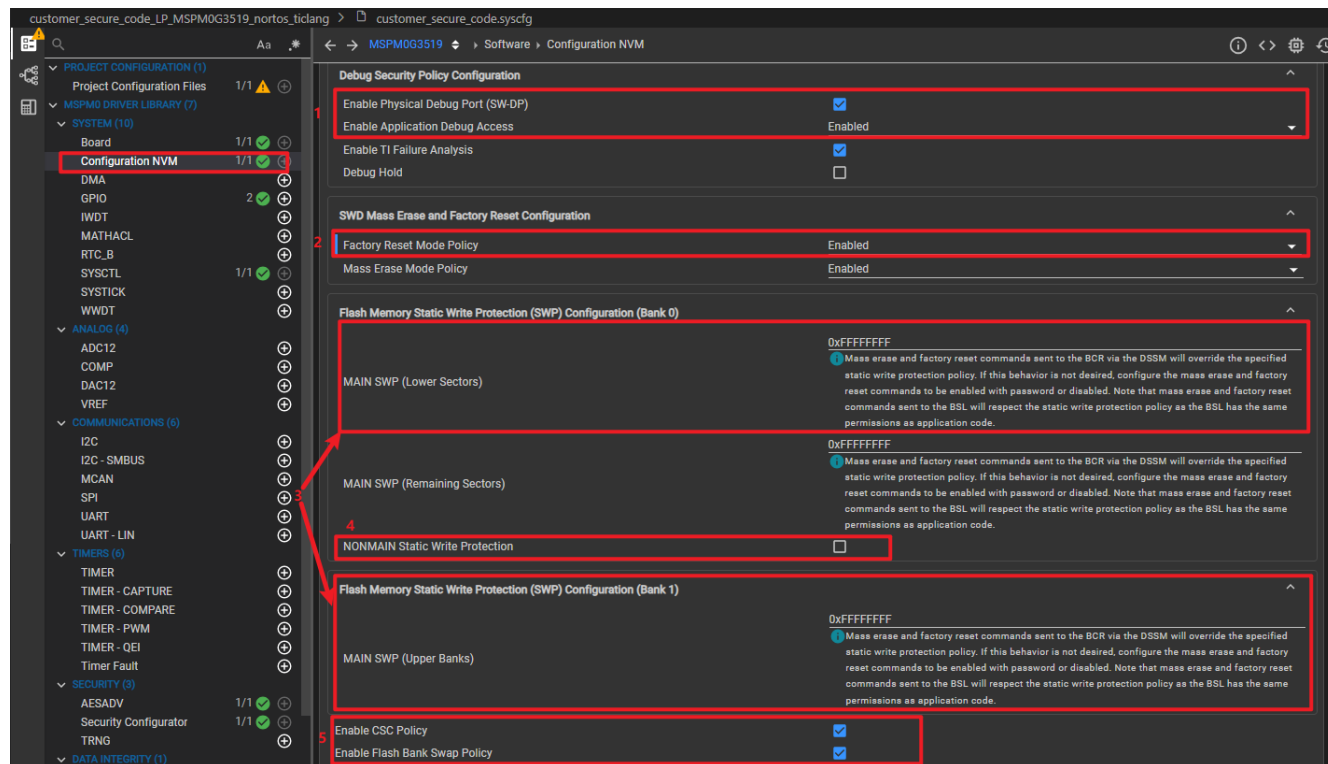 customer_secure_code_LP_MSPM0G3519_nortos_ticlang > customer_secure_code.syscfg
Aa .*
← → MSPM0G3519 Software Configuration NVM
PROJECT CONFIGURATION (1)
Project Configuration Files 1/1
MSPM0 DRIVER LIBRARY (7)
SYSTEM (10)
Board 1/1
Configuration NVM 1/1
DMA
GPIO 2
IWDT
MATHACL
RTC_B
SYSCTL 1/1
SYSTICK
WWDT
ANALOG (4)
ADC12
COMP
DAC12
VREF
COMMUNICATIONS (6)
I2C
I2C - SMBUS
MCAN
SPI
UART
UART - LIN
TIMERS (6)
TIMER
TIMER - CAPTURE
TIMER - COMPARE
TIMER - PWM
TIMER - QEI
Timer Fault
SECURITY (3)
AESADV 1/1
Security Configurator 1/1
TRNG
DATA INTEGRITY (1)
Debug Security Policy Configuration
1
Enable Physical Debug Port (SW-DP)
Enable Application Debug Access Enabled
Enable TI Failure Analysis
Debug Hold
SWD Mass Erase and Factory Reset Configuration
2
Factory Reset Mode Policy Enabled
Mass Erase Mode Policy Enabled
Flash Memory Static Write Protection (SWP) Configuration (Bank 0)
0xFFFFFFFF
MAIN SWP (Lower Sectors)
Mass erase and factory reset commands sent to the BCR via the DSSM will override the specified
static write protection policy. If this behavior is not desired, configure the mass erase and factory
reset commands to be enabled with password or disabled. Note that mass erase and factory reset
commands sent to the BSL will respect the static write protection policy as the BSL has the same
permissions as application code.
3
0xFFFFFFFF
MAIN SWP (Remaining Sectors)
Mass erase and factory reset commands sent to the BCR via the DSSM will override the specified
static write protection policy. If this behavior is not desired, configure the mass erase and factory
reset commands to be enabled with password or disabled. Note that mass erase and factory reset
commands sent to the BSL will respect the static write protection policy as the BSL has the same
permissions as application code.
4
NONMAIN Static Write Protection
Flash Memory Static Write Protection (SWP) Configuration (Bank 1)
0xFFFFFFFF
MAIN SWP (Upper Banks)
Mass erase and factory reset commands sent to the BCR via the DSSM will override the specified
static write protection policy. If this behavior is not desired, configure the mass erase and factory
reset commands to be enabled with password or disabled. Note that mass erase and factory reset
commands sent to the BSL will respect the static write protection policy as the BSL has the same
permissions as application code.
5
Enable CSC Policy
Enable Flash Bank Swap Policy